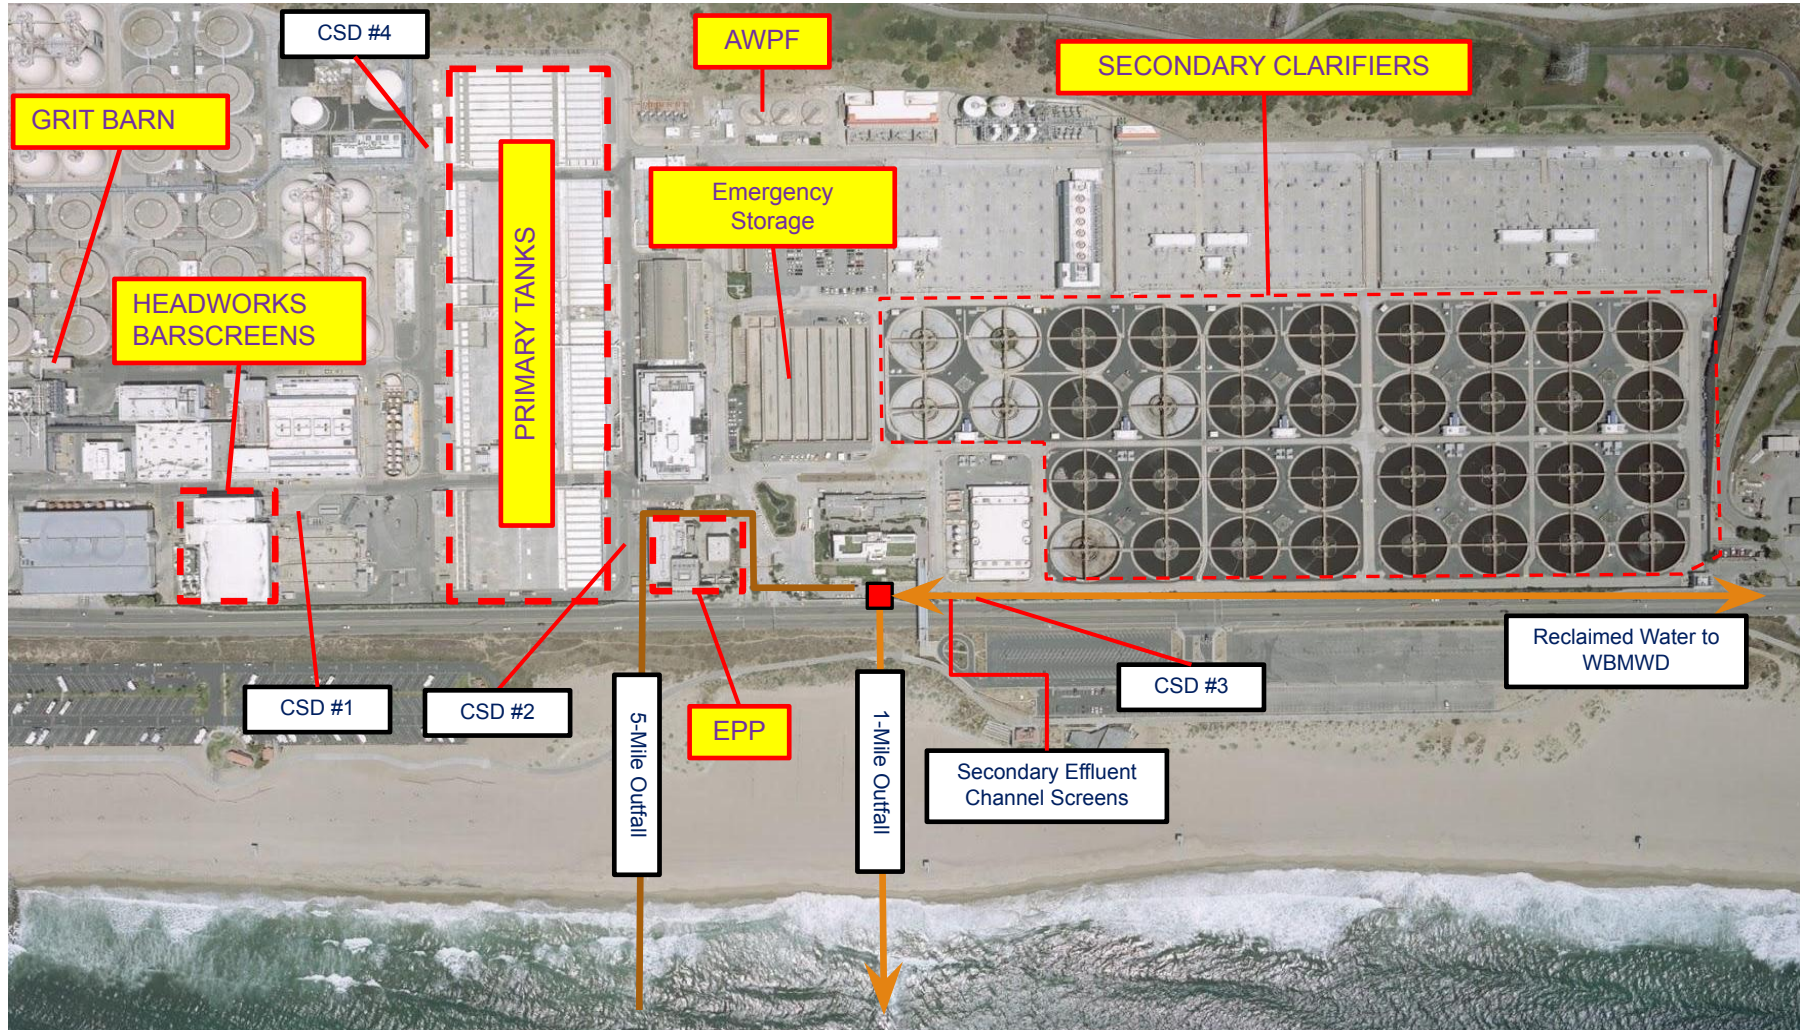 CSD #4
AWPF
SECONDARY CLARIFIERS
GRIT BARN
Emergency
Storage
PRIMARY TANKS
HEADWORKS
BARSCREENS
Reclaimed Water to
WBMWD
CSD #1
CSD #2
5-Mile Outfall
EPP
1-Mile Outfall
CSD #3
Secondary Effluent
Channel Screens